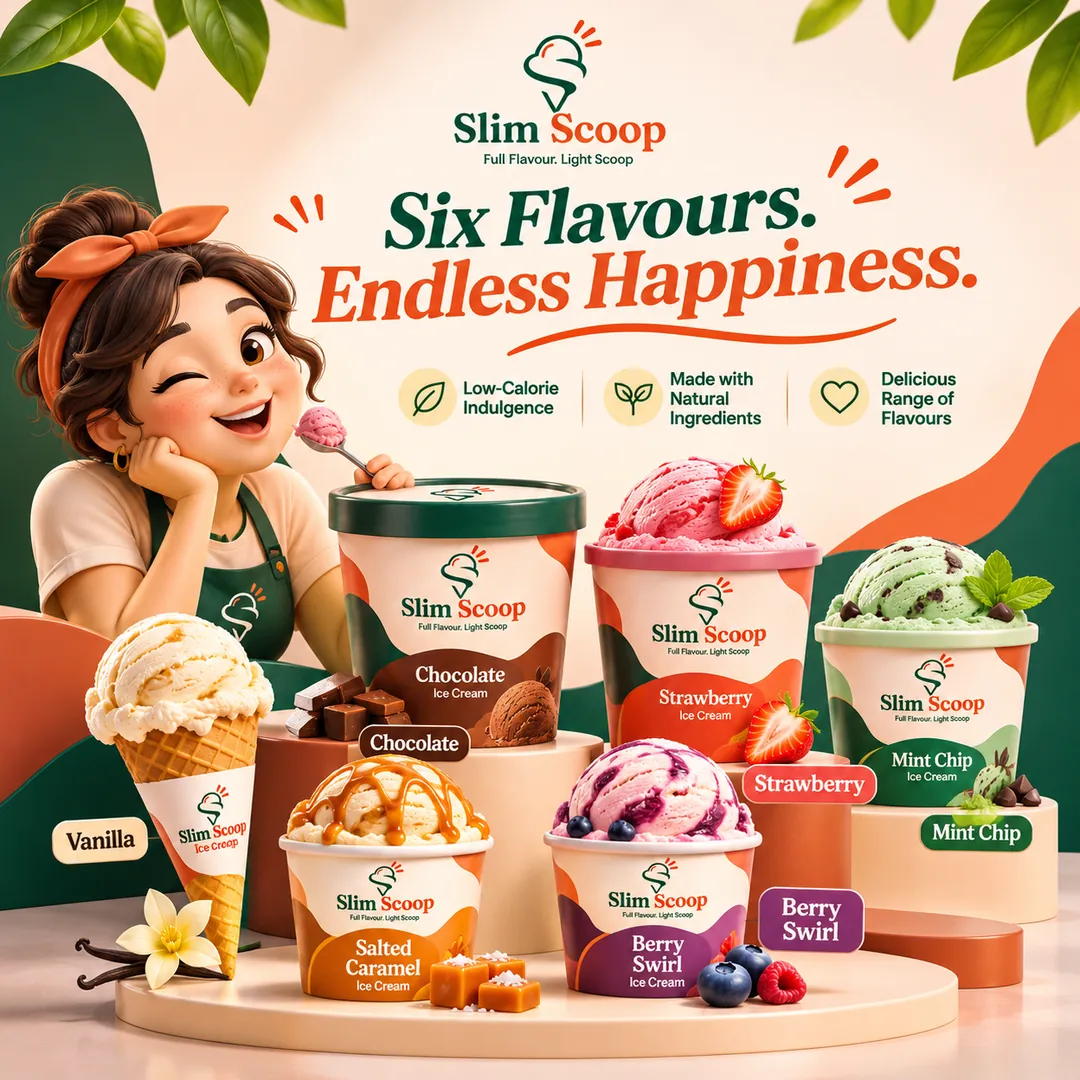 Slim Scoop
Full Flavour. Light Scoop
Six Flavours.
Endless Happiness.
Low-Calorie
Indulgence
Made with
Natural
Ingredients
Delicious
Range of
Flavours
Slim Scoop
Full Flavour. Light Scoop
Chocolate
Ice Cream
Chocolate
Slim Scoop
Full Flavour. Light Scoop
Strawberry
Ice Cream
Strawberry
Slim Scoop
Full Flavour. Light Scoop
Mint Chip
Ice Cream
Mint Chip
Vanilla
Slim Scoop
Ice Croop
Slim Scoop
Full Flavour. Light Scoop
Salted
Caramel
Ice Cream
Slim Scoop
Full Flavour. Light Scoop
Berry
Swirl
Ice Cream
Berry
Swirl